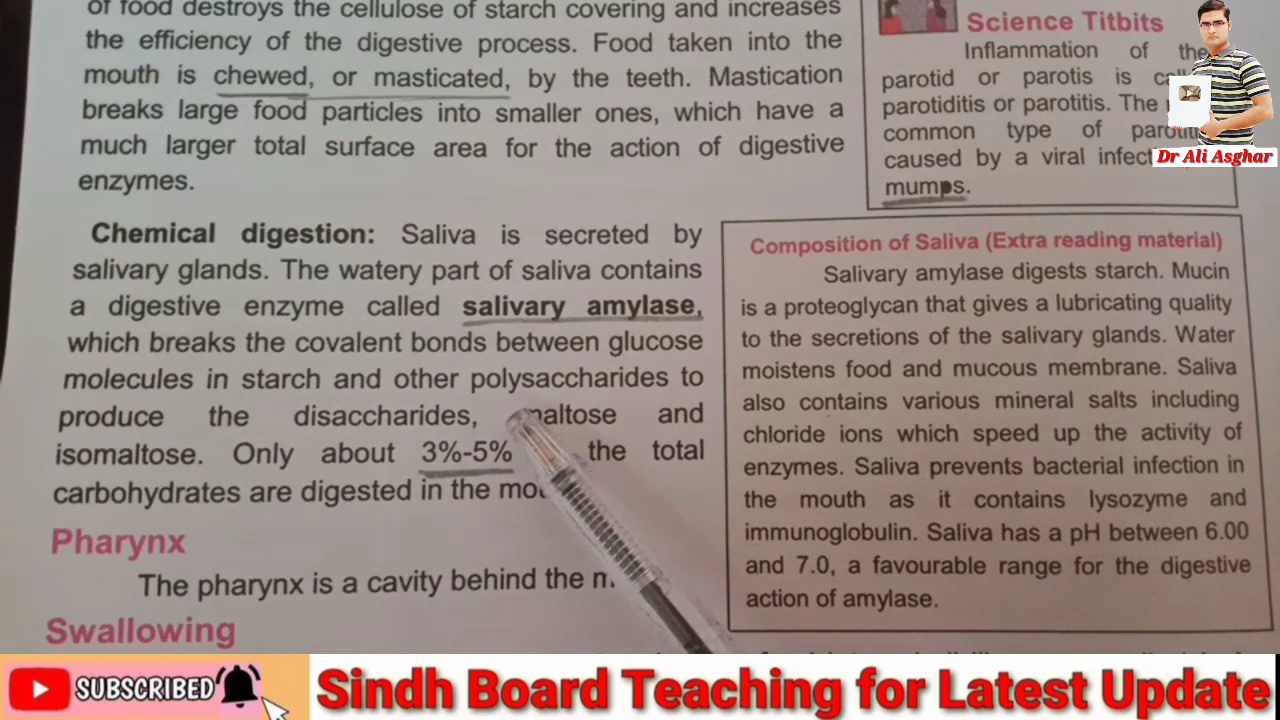 of food destroys the cellulose of starch covering and increases
the efficiency of the digestive process. Food taken into the
mouth is chewed, or masticated, by the teeth. Mastication
breaks large food particles into smaller ones, which have a
much larger total surface area for the action of digestive
enzymes.
Science Titbits
Inflammation of the
parotid or parotis is
parotiditis or parotitis. The
common type of
caused by a viral
mumps.
Dr Ali Asghar
Chemical digestion: Saliva is secreted by
salivary glands. The watery part of saliva contains
a digestive enzyme called salivary amylase,
which breaks the covalent bonds between glucose
molecules in starch and other polysaccharides to
produce the disaccharides, maltose and
isomaltose. Only about 3%-5% the total
carbohydrates are digested in the
Pharynx
The pharynx is a cavity behind the
Swallowing
Composition of Saliva (Extra reading material)
Salivary amylase digests starch. Mucin
is a proteoglycan that gives a lubricating quality
to the secretions of the salivary glands. Water
moistens food and mucous membrane. Saliva
also contains various mineral salts including
chloride ions which speed up the activity of
enzymes. Saliva prevents bacterial infection in
the mouth as it contains lysozyme and
immunoglobulin. Saliva has a pH between 6.00
and 7.0, a favourable range for the digestive
action of amylase.
SUBSCRIBED
Sindh Board Teaching for Latest Update